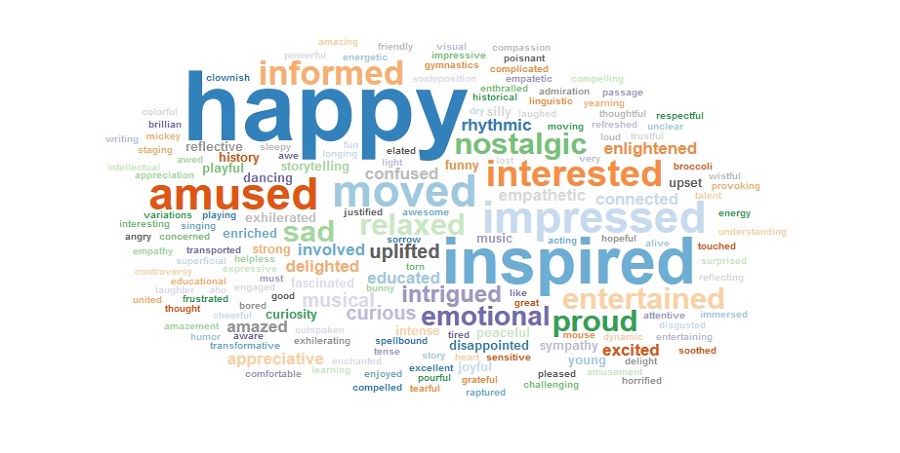 amazing friendly visual compassion
powerful energetic impressive poisnant
informed gymnastics complicated
clownish soxtoposition empatetic compelling
happy enthralled admiration passage
historical linguistic yearning
colorful dry silly laughed thoughtful respectful
brillian rhythmic moving refreshed unclear
writing mickey reflective fun elated nostalgic loud trustful
staging sleepy longing enlightened
awed history awe light lost very
intellectual playful storytelling confused funny interested broccoli
appreciation dancing upset wistful
amused moved provoking
empathetic connected talent
variations playing exhilarated justified awesome impressed energy
interesting singing relaxed
angry concerned enriched sad sorrow music acting hopeful alive understanding
empathy transported strong involved uplifted inspired touched
superficial helpless surprised
controversy expressive delighted torn
educational must fascinated educated reflecting
laughter aho engaged bunny
united frustrated good musical intrigued like entertained
thought bored great
cheerful curiosity curious emotional proud attentive immersed
amazement amazed outspoken intense tired peaceful mouse dynamic disgusted
humor aware exhilarating spellbound entertaining
transformative tense disappointed sympathy excited soothed
appreciative enchanted story heart sensitive young delight
learning excellent joyful
comfortable enjoyed pourful pleased amusement
compelled tearful grateful challenging horrified
raptured